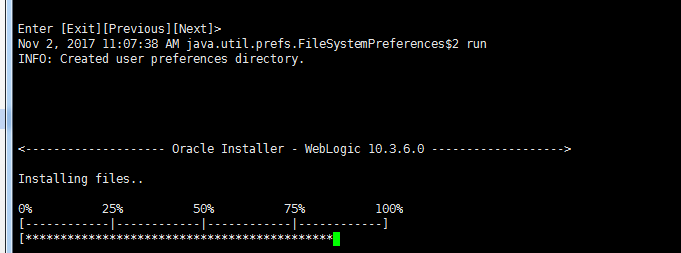 Enter [Exit][Previous][Next]>
Nov 2, 2017 11:07:38 AM java.util.prefs.FileSystemPreferences$2 run
INFO: Created user preferences directory.
<-------------------- Oracle Installer - WebLogic 10.3.6.0 ------------------->
Installing files..
0% 25% 50% 75% 100%
[------------|------------|------------|------------]
[*********************************************